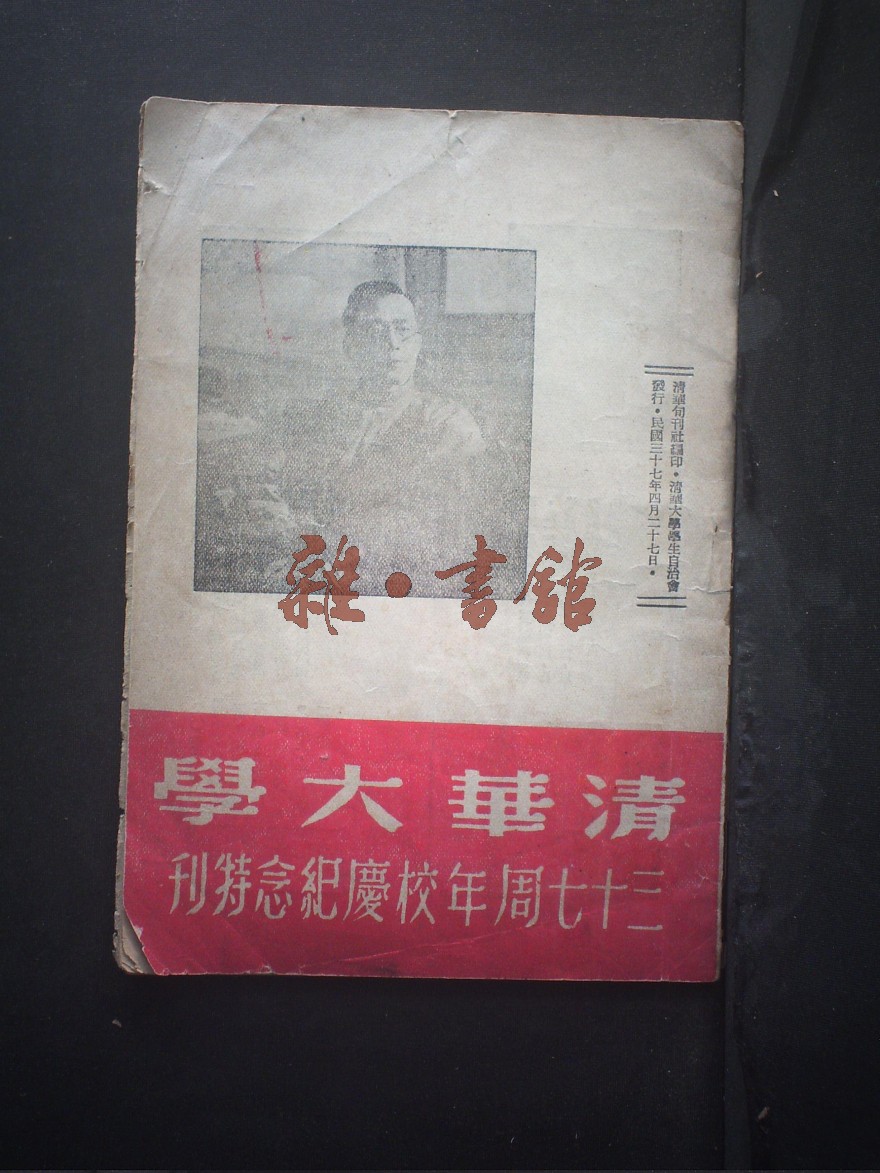 清華旬刊社編印·清華大學學生自治會
發行·民國三十七年四月二十七日·
雜·書館
清華大學
三十七周年校慶紀念特刊